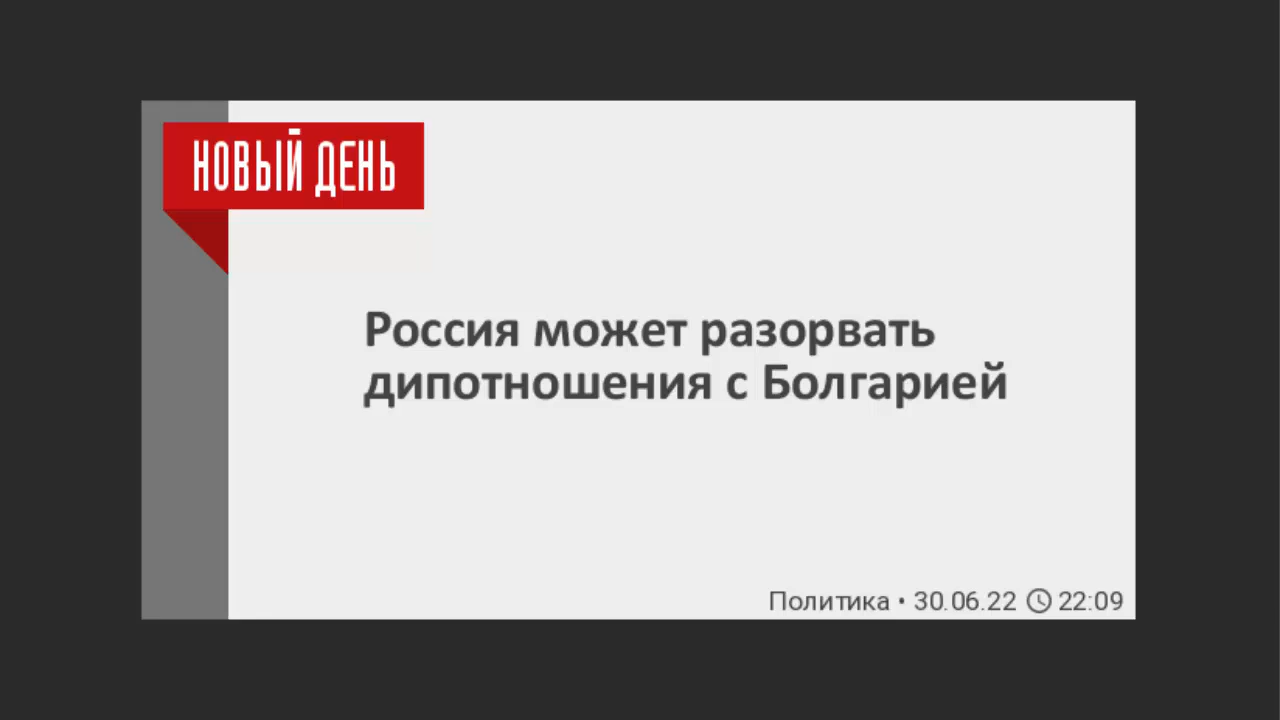 НОВЫЙ ДЕНЬ
Россия может разорвать
дипотношения с Болгарией
Политика • 30.06.22 22:09